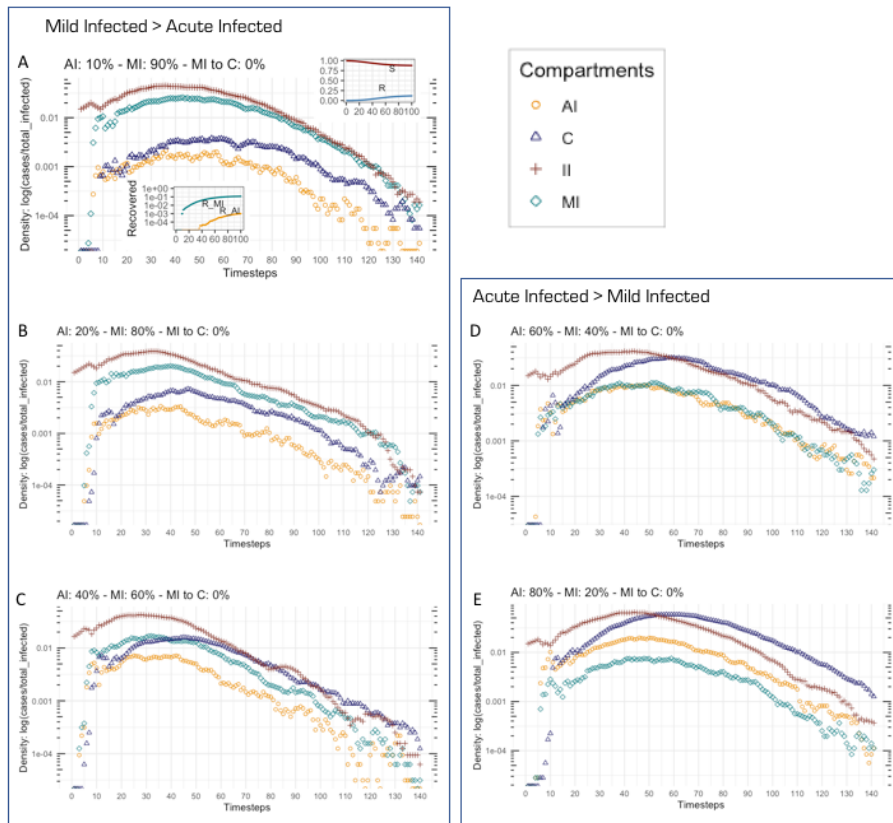 Mild Infected > Acute Infected
A
AI: 10% - MI: 90% - MI to C: 0%
1.00
0.75
0.50
0.25
0.00
S
R
0 20 40 60 80 100
Density: log(cases/total_infected)
0.01
0.001
1e-04
Recovered
1e+00
1e-01
1e-02
1e-03
1e-04
R_MI
R_AI
0 20 40 60 80 100
0 10 20 30 40 50 60 70 80 90 100 110 120 130 140
Timesteps
Compartments
AI
C
II
MI
B
AI: 20% - MI: 80% - MI to C: 0%
Density: log(cases/total_infected)
0.01
0.001
1e-04
0 10 20 30 40 50 60 70 80 90 100 110 120 130 140
Timesteps
C
AI: 40% - MI: 60% - MI to C: 0%
Density: log(cases/total_infected)
0.01
0.001
1e-04
0 10 20 30 40 50 60 70 80 90 100 110 120 130 140
Timesteps
Acute Infected > Mild Infected
D
AI: 60% - MI: 40% - MI to C: 0%
Density: log(cases/total_infected)
0.01
0.001
1e-04
0 10 20 30 40 50 60 70 80 90 100 110 120 130 140
Timesteps
E
AI: 80% - MI: 20% - MI to C: 0%
Density: log(cases/total_infected)
0.01
0.001
1e-04
0 10 20 30 40 50 60 70 80 90 100 110 120 130 140
Timesteps